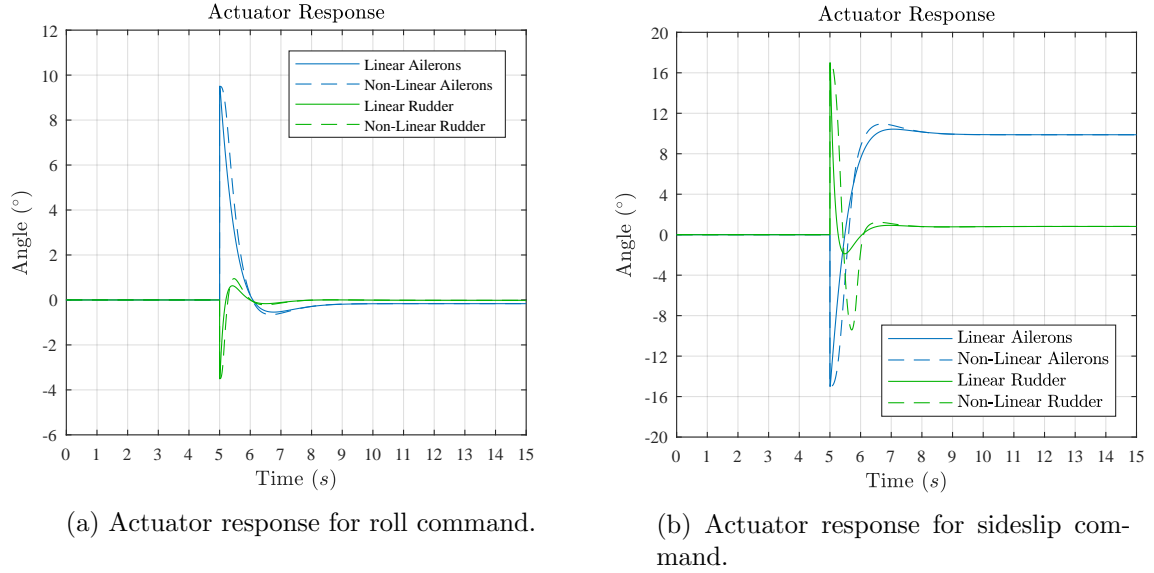 Actuator Response
12
10
8
6
4
2
0
-2
-4
-6
Angle (°)
0 1 2 3 4 5 6 7 8 9 10 11 12 13 14 15
Time (s)
Linear Ailerons
Non-Linear Ailerons
Linear Rudder
Non-Linear Rudder
(a) Actuator response for roll command.
Actuator Response
20
16
12
8
4
0
-4
-8
-12
-16
-20
Angle (°)
0 1 2 3 4 5 6 7 8 9 10 11 12 13 14 15
Time (s)
Linear Ailerons
Non-Linear Ailerons
Linear Rudder
Non-Linear Rudder
(b) Actuator response for sideslip com-
mand.